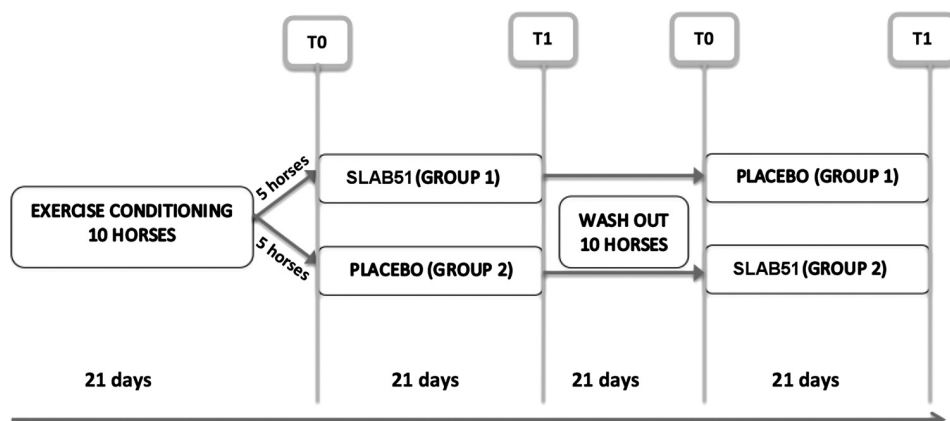 T0
T1
T0
T1
5 horses
SLAB51 (GROUP 1)
PLACEBO (GROUP 1)
EXERCISE CONDITIONING
10 HORSES
WASH OUT
10 HORSES
5 horses
PLACEBO (GROUP 2)
SLAB51 (GROUP 2)
21 days
21 days
21 days
21 days